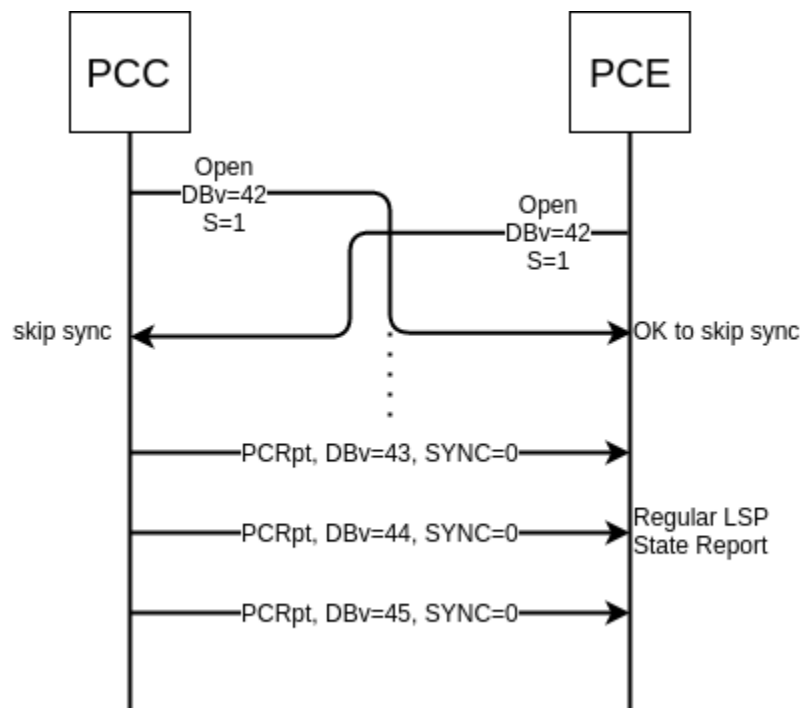 PCC
PCE
Open
DBv=42
S=1
Open
DBv=42
S=1
skip sync
OK to skip sync
PCRpt, DBv=43, SYNC=0
PCRpt, DBv=44, SYNC=0
Regular LSP
State Report
PCRpt, DBv=45, SYNC=0